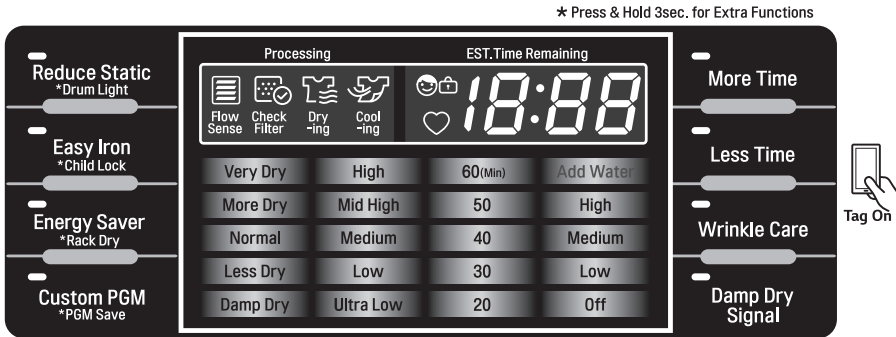 * Press & Hold 3sec. for Extra Functions
Reduce Static
*Drum Light
Easy Iron
*Child Lock
Energy Saver
*Rack Dry
Custom PGM
*PGM Save
Processing
EST.Time Remaining
Flow
Sense
Check
Filter
Dry
-ing
Cool
-ing
18:88
Very Dry High 60(Min) Add Water
More Dry Mid High 50 High
Normal Medium 40 Medium
Less Dry Low 30 Low
Damp Dry Ultra Low 20 Off
More Time
Less Time
Wrinkle Care
Damp Dry
Signal
Tag On